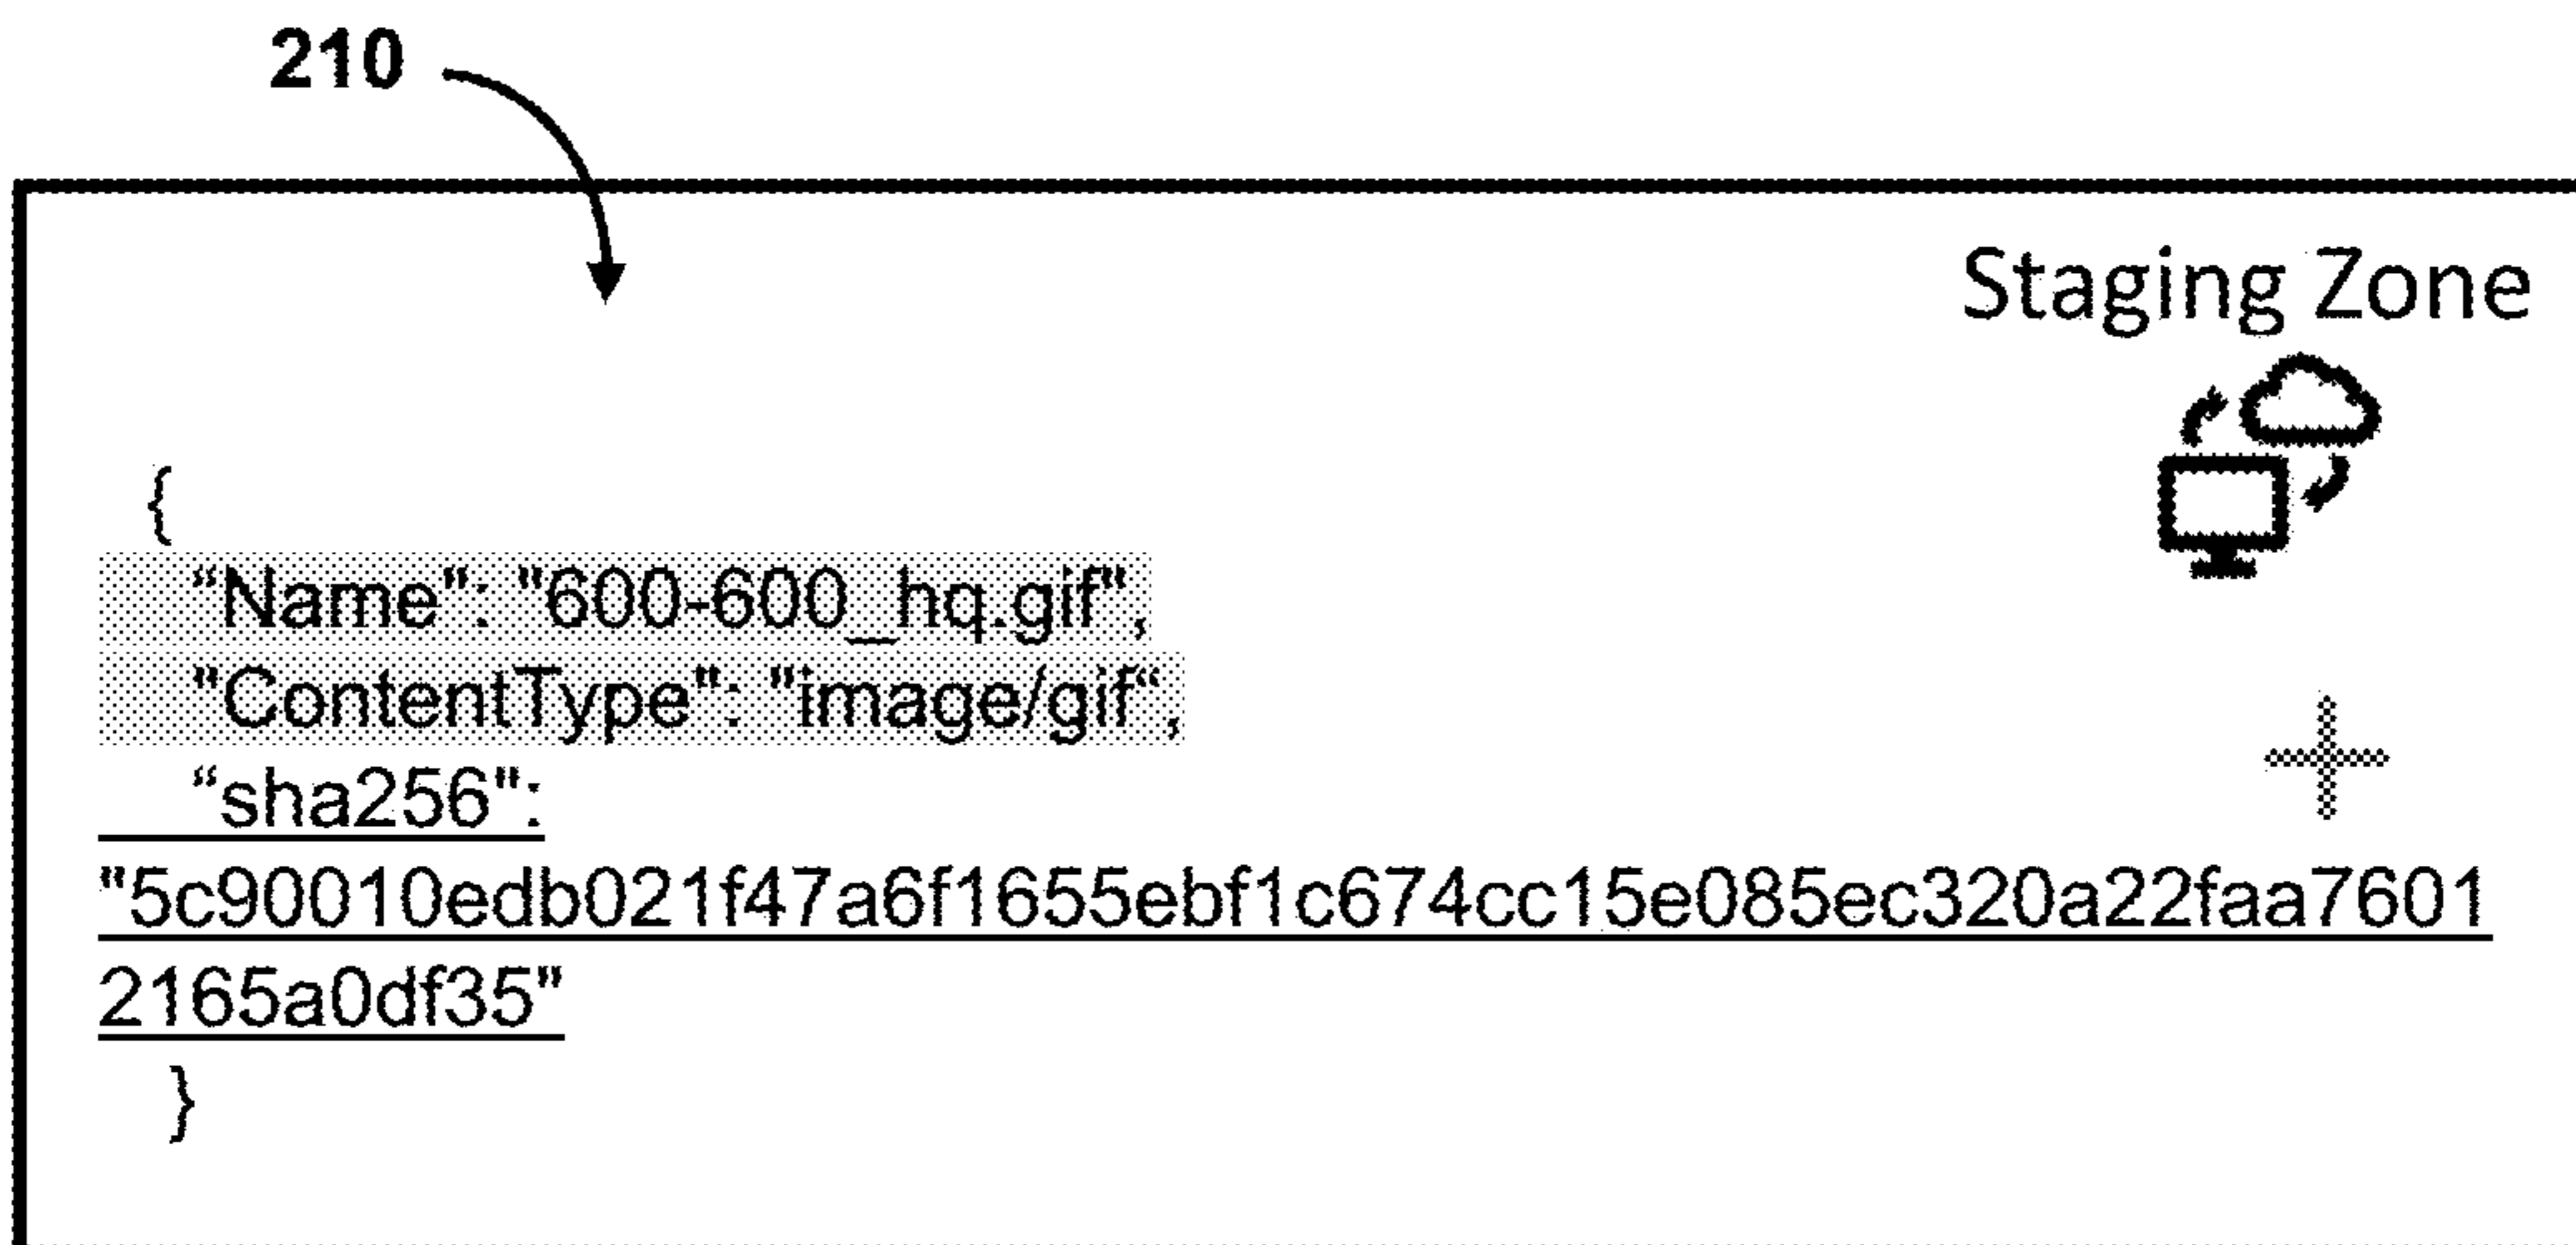 210
Staging Zone
{
“Name": "600-600_hq.gif",
"ContentType": "image/gif“,
“sha256":
"5c90010edb021f47a6f1655ebf1c674cc15e085ec320a22faa7601
2165a0df35"
}